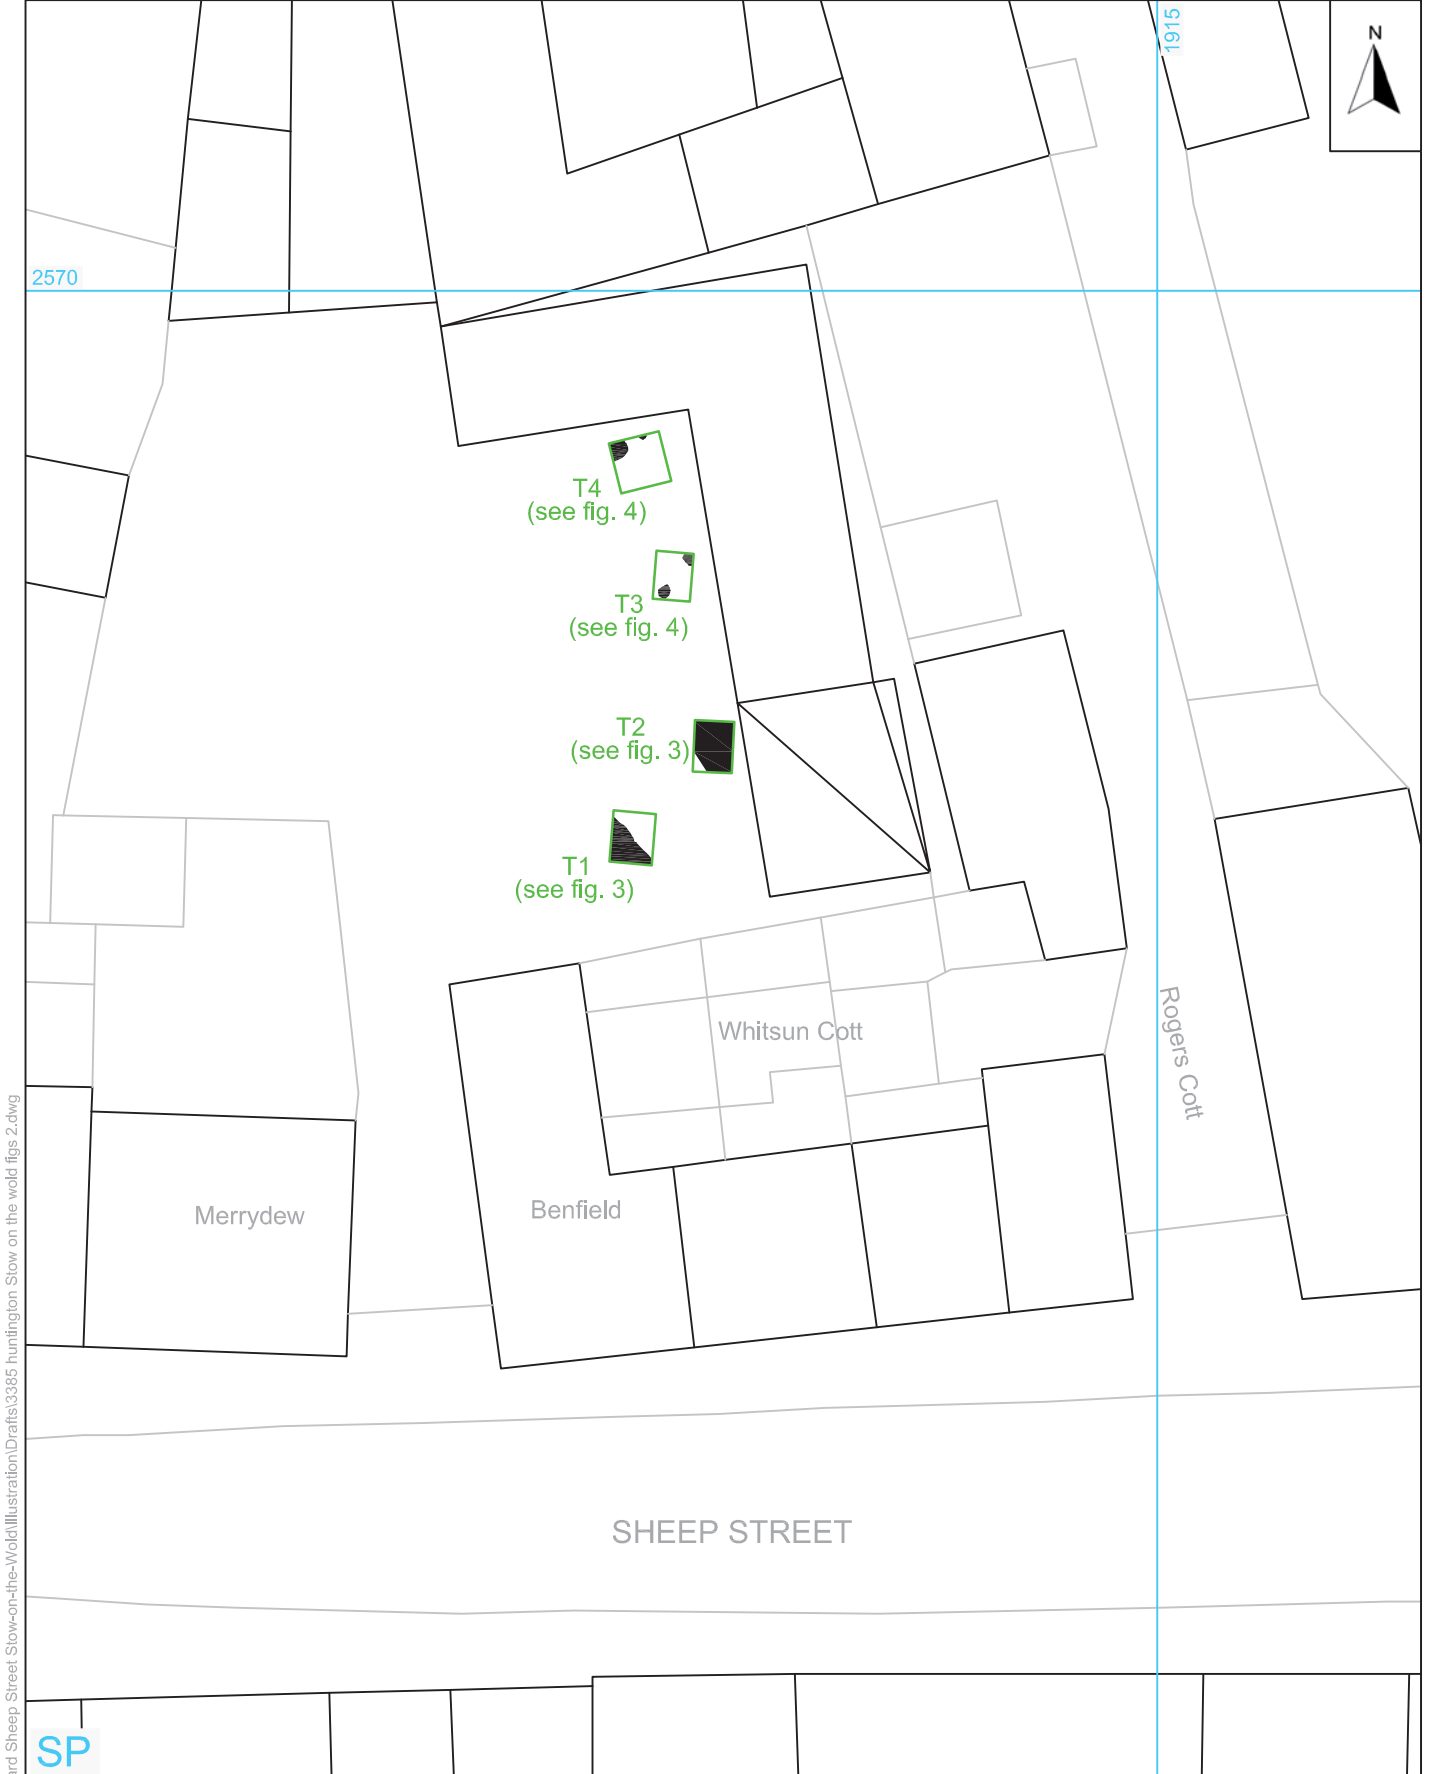 1915
N
2570
T4
(see fig. 4)
T3
(see fig. 4)
T2
(see fig. 3)
T1
(see fig. 3)
Whitsun Cott
Rogers Cott
Benfield
Merrydew
SHEEP STREET
SP
ard Sheep Street Stow-on-the-Wold\Illustration\Drafts\3385 huntington Stow on the wold figs 2.dwg